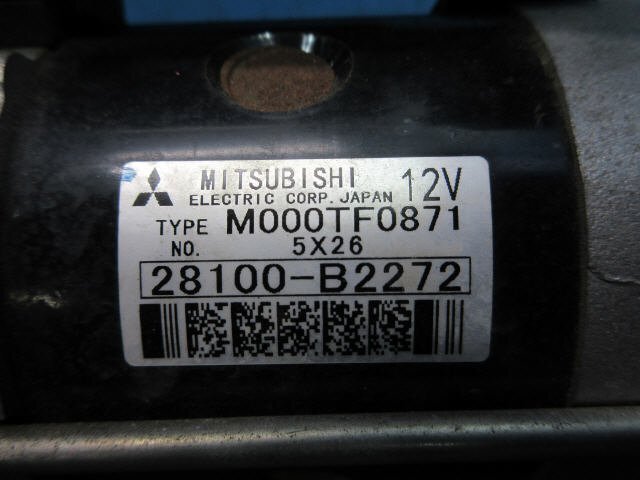 MITSUBISHI 12V
ELECTRIC CORP. JAPAN
TYPE M000TF0871
NO. 5X26
28100-B2272